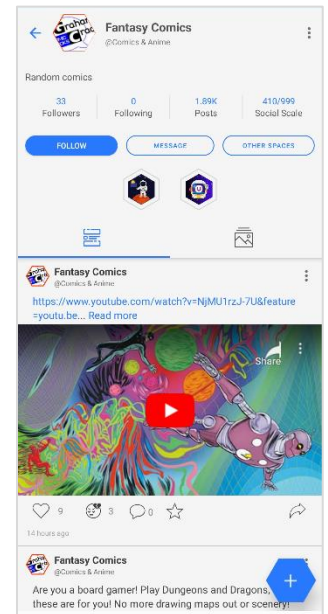 Grahar
Crac
Fantasy Comics
@Comics & Anime
Random comics
33
Followers
0
Following
1.89K
Posts
410/999
Social Scale
FOLLOW
MESSAGE
OTHER SPACES
Fantasy Comics
@Comics & Anime
https://www.youtube.com/watch?v=NjMU1rzJ-7U&feature
=youtu.be... Read more
Share
9
3
0
14 hours ago
Fantasy Comics
@Comics & Anime
Are you a board gamer! Play Dungeons and Dragons,
these are for you! No more drawing maps out or scenery!